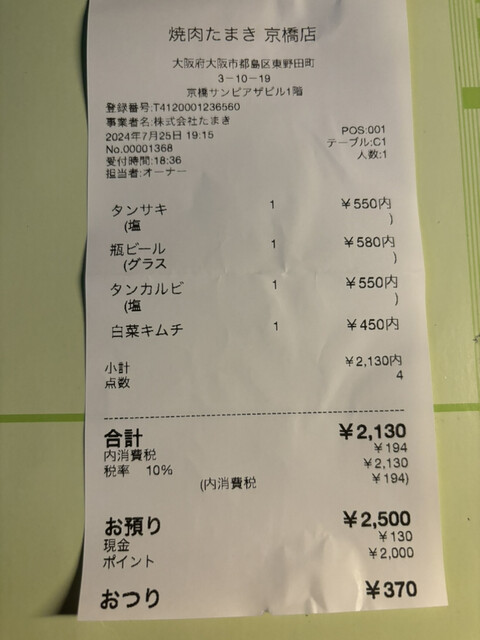 焼肉たまき 京橋店
大阪府大阪市都島区東野田町
3-10-19
京橋サンピアザビル1階
登録番号:T4120001236560
事業者名:株式会社たまき
2024年7月25日 19:15 POS:001
No.00001368 テーブル:C1
受付時間:18:36 人数:1
担当者:オーナー
タンサキ 1 ¥550内
(塩 )
瓶ビール 1 ¥580内
(グラス )
タンカルビ 1 ¥550内
(塩 )
白菜キムチ 1 ¥450内
小計 ¥2,130内
点数 4
合計 ¥2,130
内消費税 ¥194
税率 10% ¥2,130
(内消費税 ¥194)
お預り ¥2,500
現金 ¥130
ポイント ¥2,000
おつり ¥370